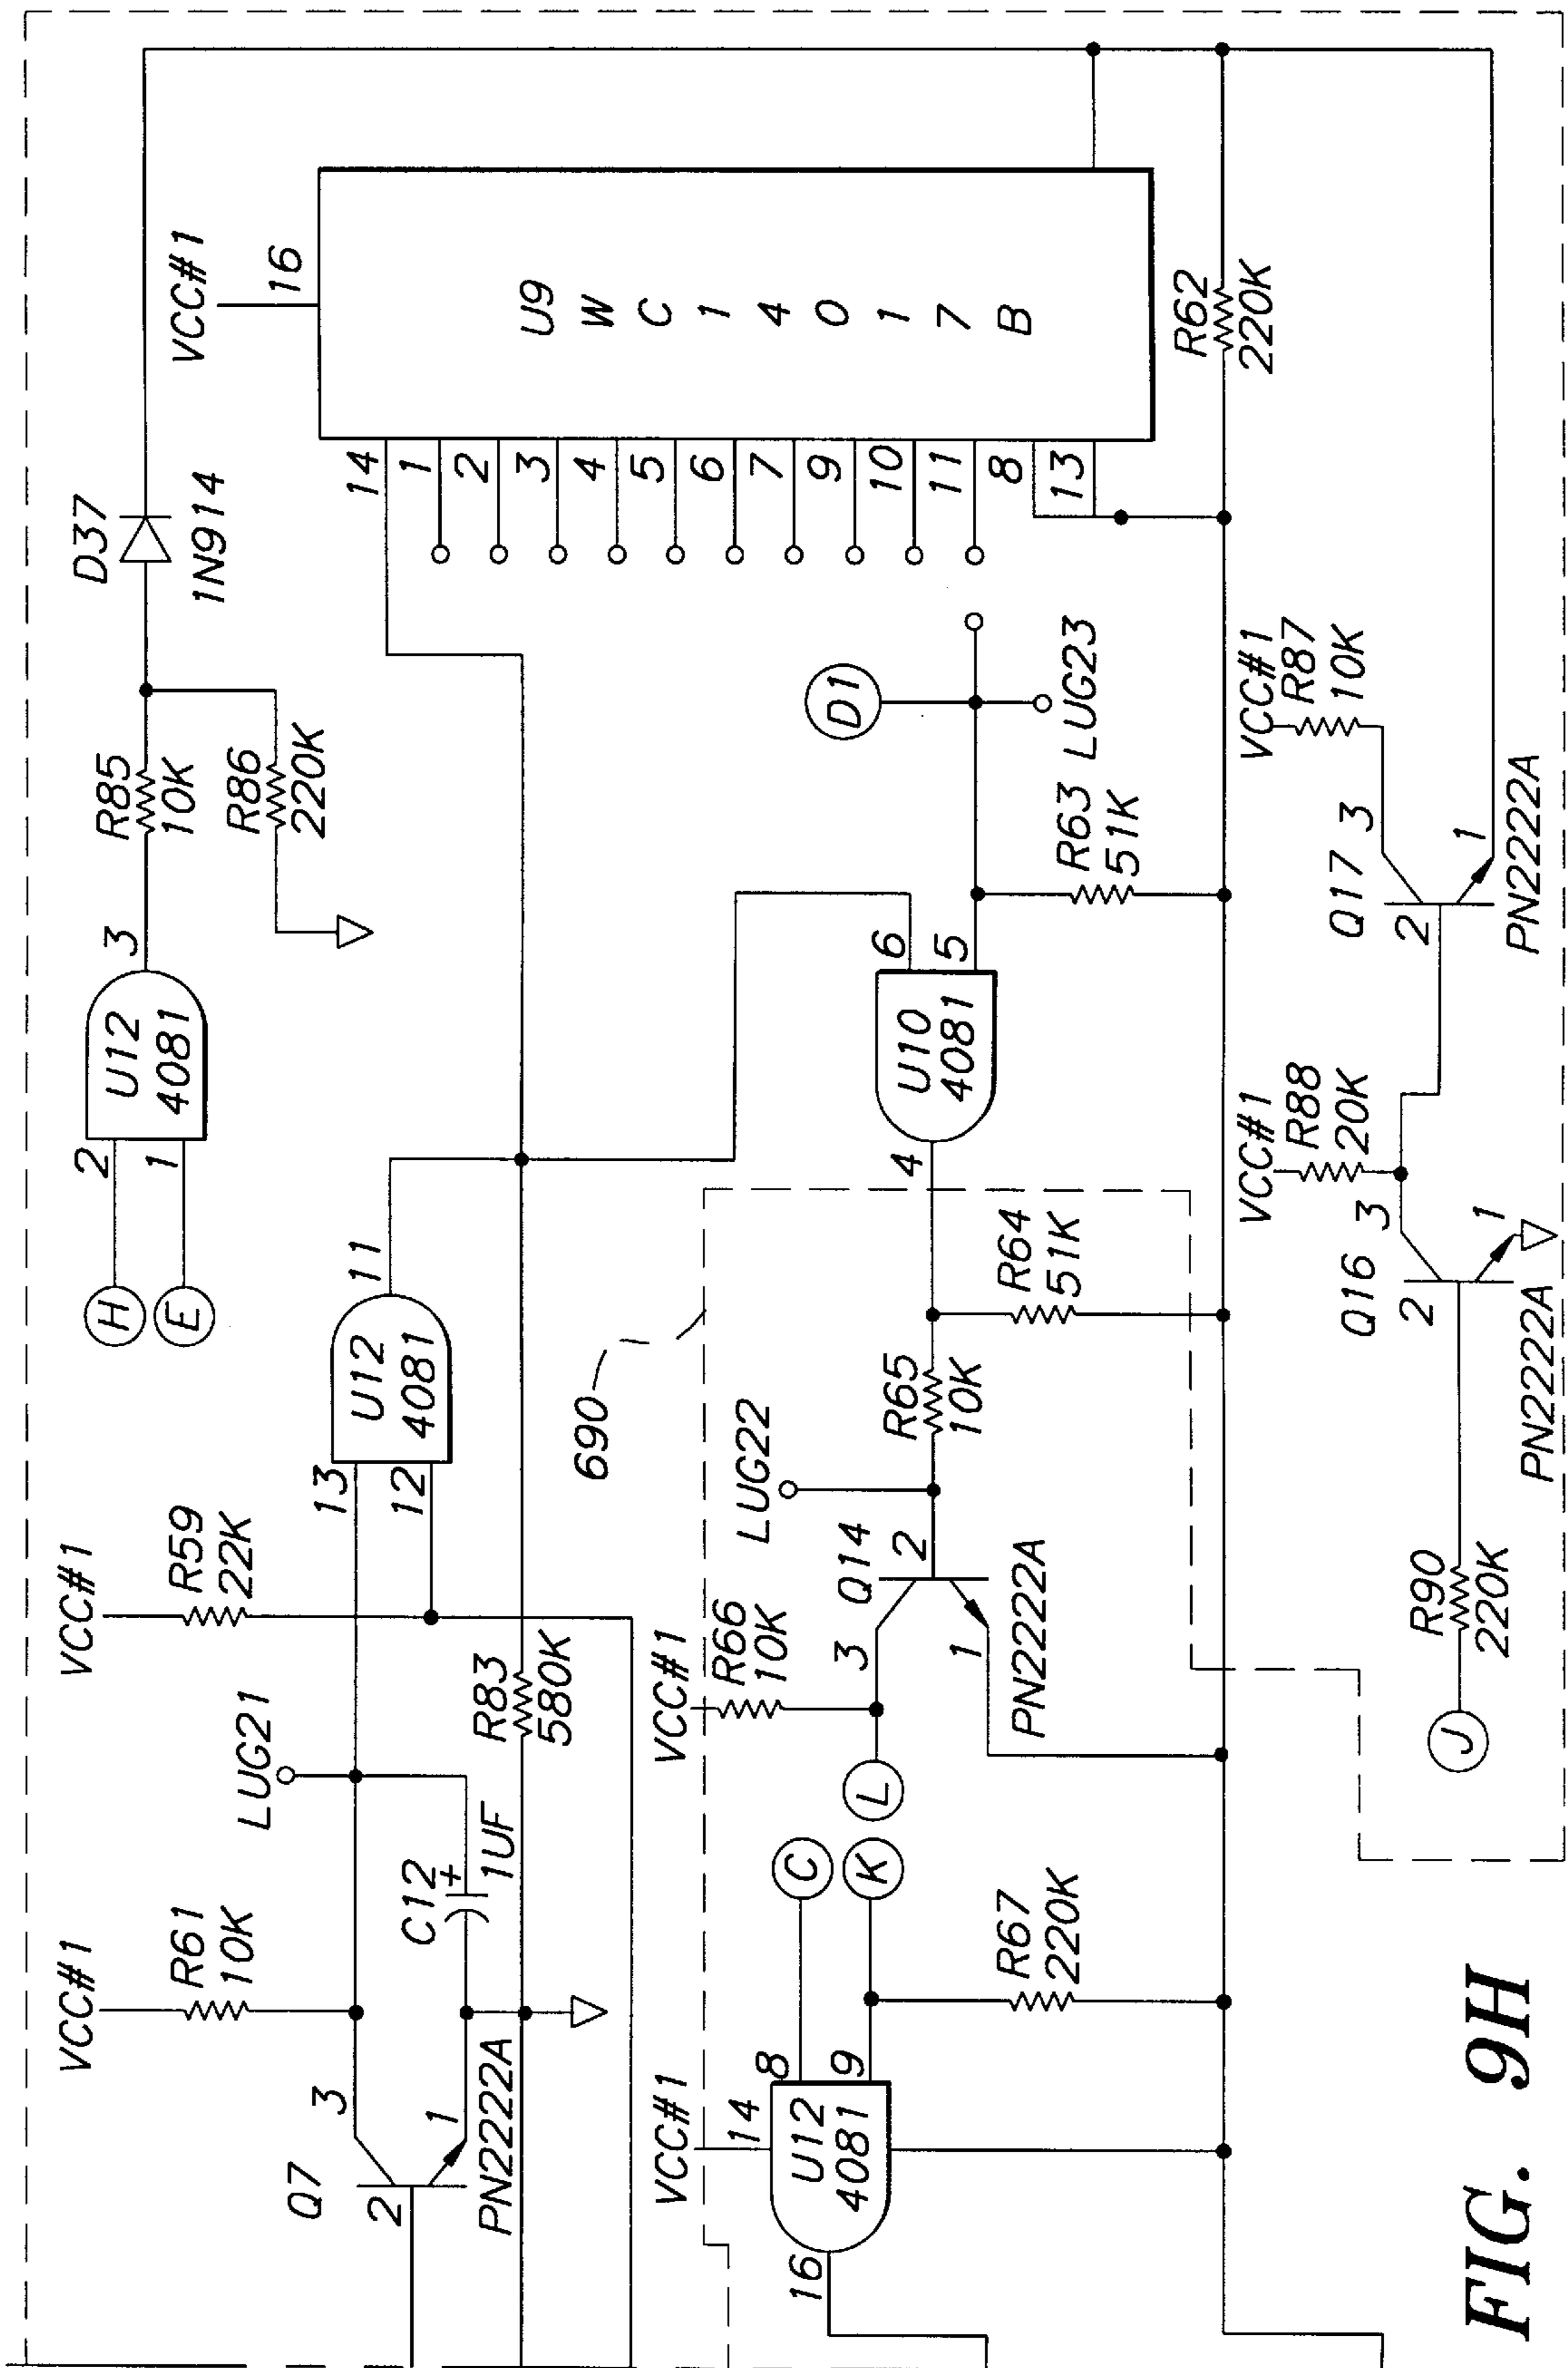 VCC#1
R61
10K
Q7
3
2
1
PN2222A
C12
+
1UF
LUG21
VCC#1
R59
22K
R83
580K
13
12
U12
4081
11
H
E
2
1
U12
4081
3
R85
10K
R86
220K
D37
1N914
VCC#1
16
U9
W
C
1
4
0
1
7
B
14
1
2
3
4
5
6
7
9
10
11
8
13
690
VCC#1
14
U12
4081
8
9
16
C
K
R67
220K
L
VCC#1
R66
10K
Q14
3
2
1
PN2222A
LUG22
R65
10K
R64
51K
4
U10
4081
6
5
R63
51K
D1
LUG23
R62
220K
J
R90
220K
Q16
3
2
1
PN2222A
VCC#1
R88
20K
Q17
3
2
1
PN2222A
VCC#1
R87
10K
FIG. 9H